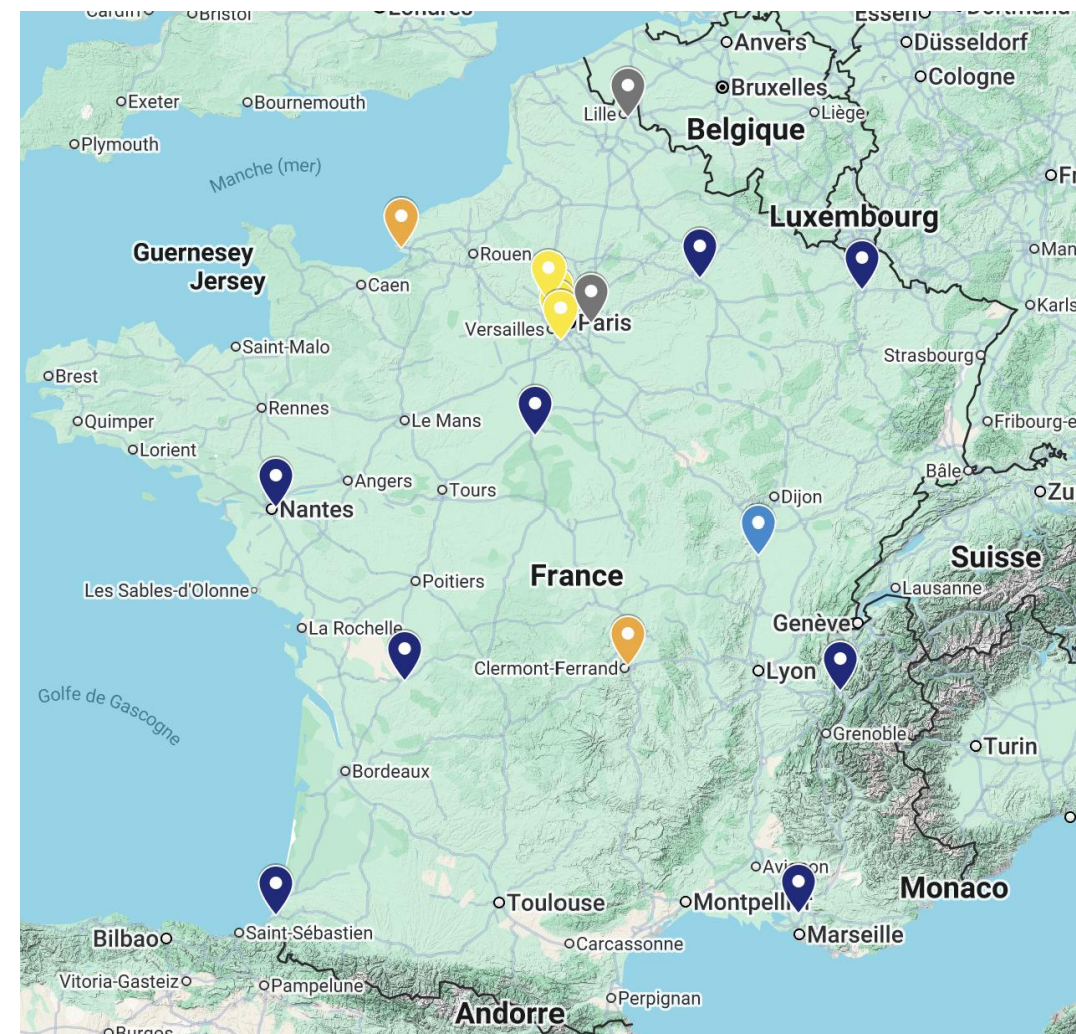 Cardiff
Bristol
Londres
Essen
Dortmund
Anvers
Düsseldorf
Exeter
Bournemouth
Bruxelles
Cologne
Lille
Liège
Plymouth
Belgique
Manche (mer)
Luxembourg
Guernesey
Jersey
Rouen
Caen
Paris
Versailles
Saint-Malo
Strasbourg
Brest
Quimper
Rennes
Le Mans
Lorient
Bâle
Angers
Tours
Dijon
Nantes
Suisse
France
Poitiers
Les Sables-d'Olonne
Lausanne
La Rochelle
Genève
Clermont-Ferrand
Lyon
Golfe de Gascogne
Grenoble
Turin
Bordeaux
Monaco
Toulouse
Marseille
Bilbao
Saint-Sébastien
Carcassonne
Vitoria-Gasteiz
Pampelune
Perpignan
Andorre